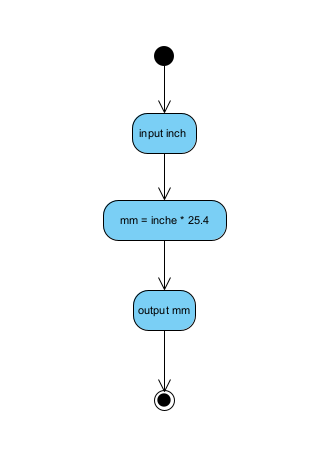 input inch
mm = inche * 25.4
output mm